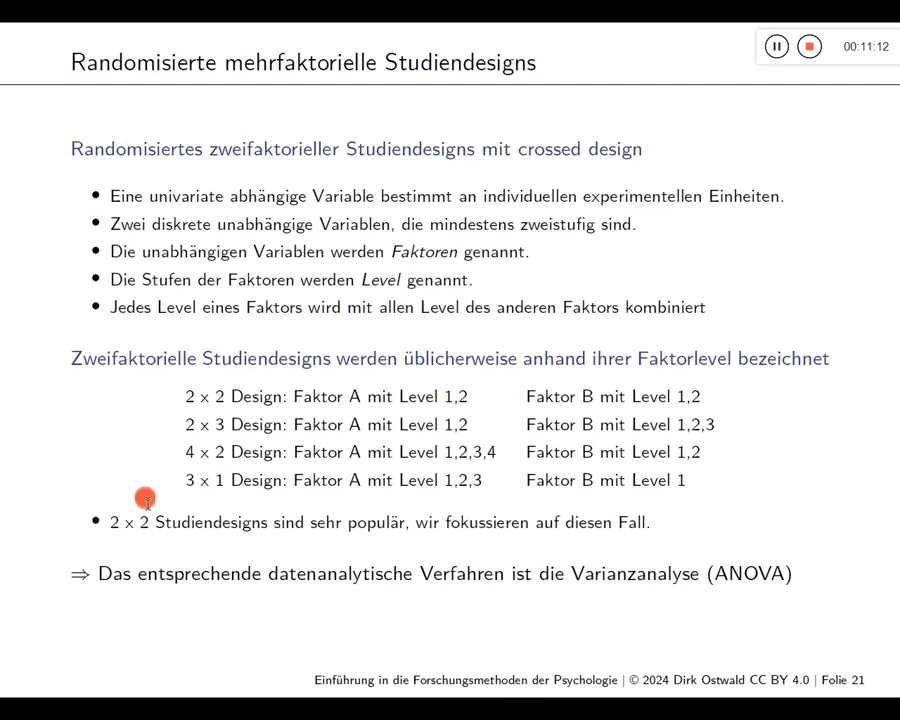 Randomisierte mehrfaktorielle Studiendesigns
00:11:12
Randomisiertes zweifaktorieller Studiendesigns mit crossed design
• Eine univariate abhängige Variable bestimmt an individuellen experimentellen Einheiten.
• Zwei diskrete unabhängige Variablen, die mindestens zweistufig sind.
• Die unabhängigen Variablen werden Faktoren genannt.
• Die Stufen der Faktoren werden Level genannt.
• Jedes Level eines Faktors wird mit allen Level des anderen Faktors kombiniert
Zweifaktorielle Studiendesigns werden üblicherweise anhand ihrer Faktorlevel bezeichnet
2 × 2 Design: Faktor A mit Level 1,2 Faktor B mit Level 1,2
2 × 3 Design: Faktor A mit Level 1,2 Faktor B mit Level 1,2,3
4 × 2 Design: Faktor A mit Level 1,2,3,4 Faktor B mit Level 1,2
3 × 1 Design: Faktor A mit Level 1,2,3 Faktor B mit Level 1
• 2 × 2 Studiendesigns sind sehr populär, wir fokussieren auf diesen Fall.
⇒ Das entsprechende datenanalytische Verfahren ist die Varianzanalyse (ANOVA)
Einführung in die Forschungsmethoden der Psychologie | © 2024 Dirk Ostwald CC BY 4.0 | Folie 21